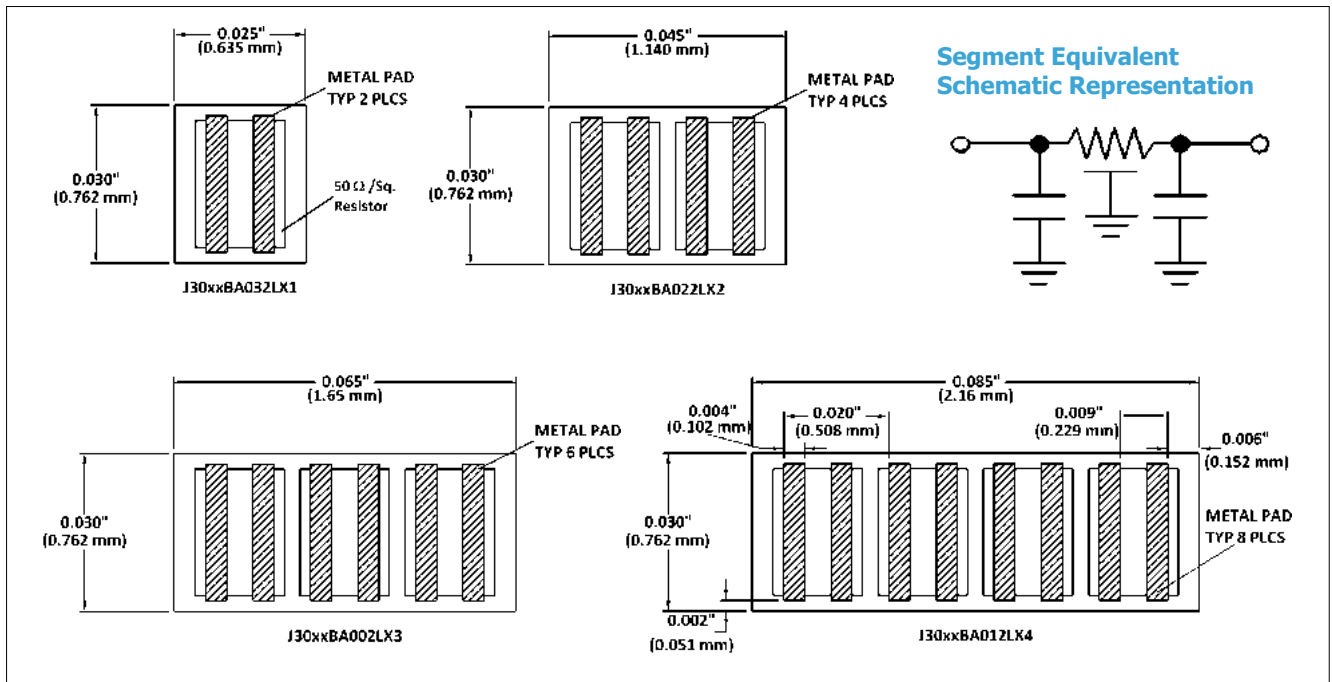 0.025"
(0.635 mm)
METAL PAD
TYP 2 PLCS
0.030"
(0.762 mm)
50 Ω /Sq.
Resistor
J30xxBA032LX1
0.045"
(1.140 mm)
METAL PAD
TYP 4 PLCS
0.030"
(0.762 mm)
J30xxBA022LX2
Segment Equivalent
Schematic Representation
0.065"
(1.65 mm)
METAL PAD
TYP 6 PLCS
0.030"
(0.762 mm)
J30xxBA002LX3
0.085"
(2.16 mm)
0.004"
(0.102 mm)
0.020"
(0.508 mm)
0.009"
(0.229 mm)
0.006"
(0.152 mm)
0.030"
(0.762 mm)
METAL PAD
TYP 8 PLCS
0.002"
(0.051 mm)
J30xxBA012LX4